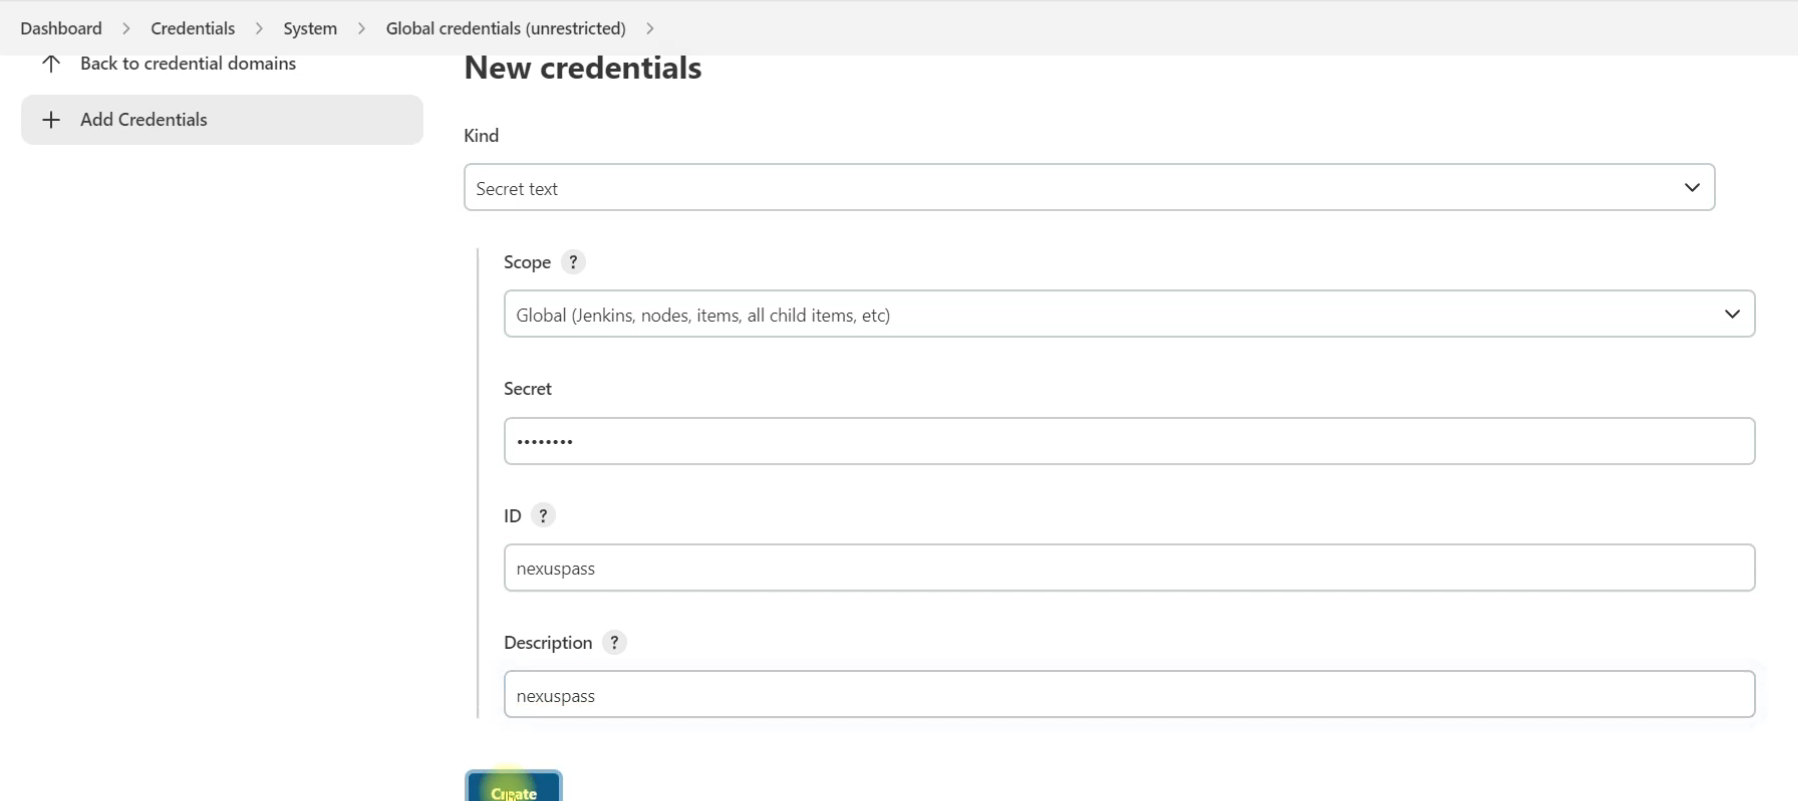 Dashboard > Credentials > System > Global credentials (unrestricted) >
Back to credential domains
New credentials
+ Add Credentials
Kind
Secret text
Scope ?
Global (Jenkins, nodes, items, all child items, etc)
Secret
••••••••
ID ?
nexuspass
Description ?
nexuspass
Create